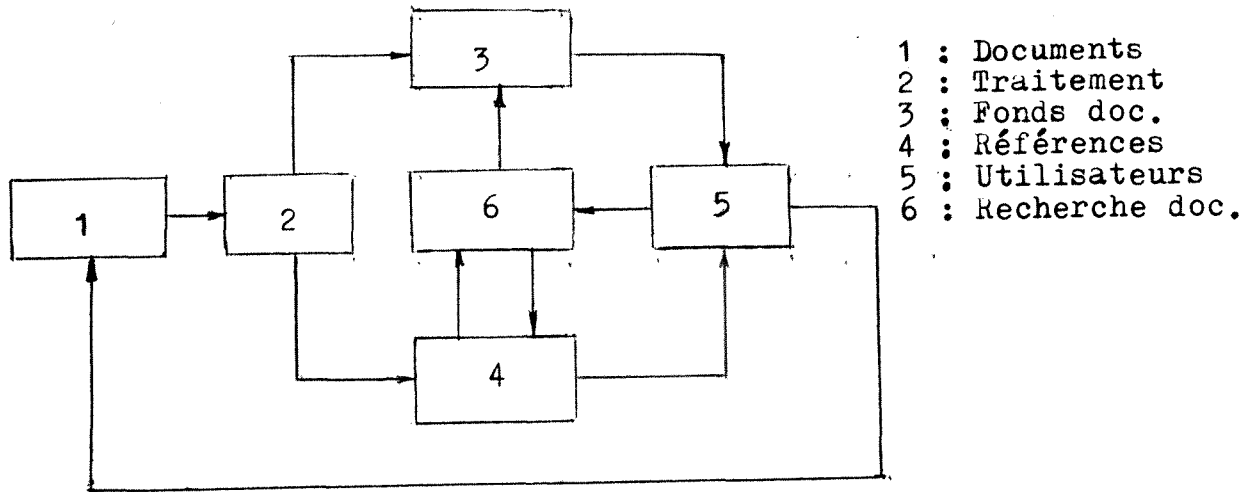 3
1
2
6
5
4
1 : Documents
2 : Traitement
3 : Fonds doc.
4 : Références
5 : Utilisateurs
6 : Recherche doc.